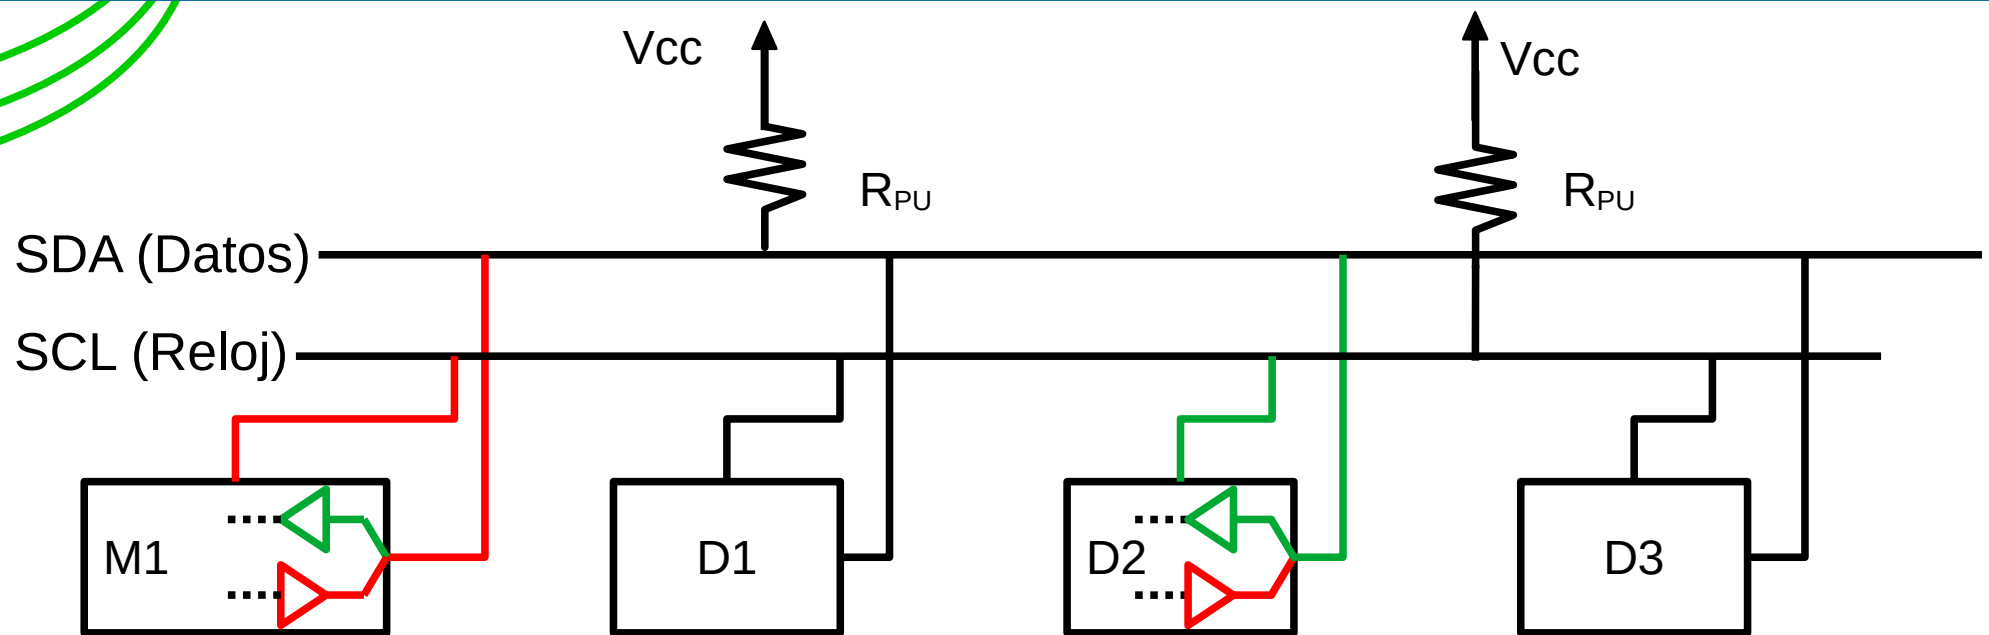 Vcc
Vcc
RPU
RPU
SDA (Datos)
SCL (Reloj)
M1
D1
D2
D3